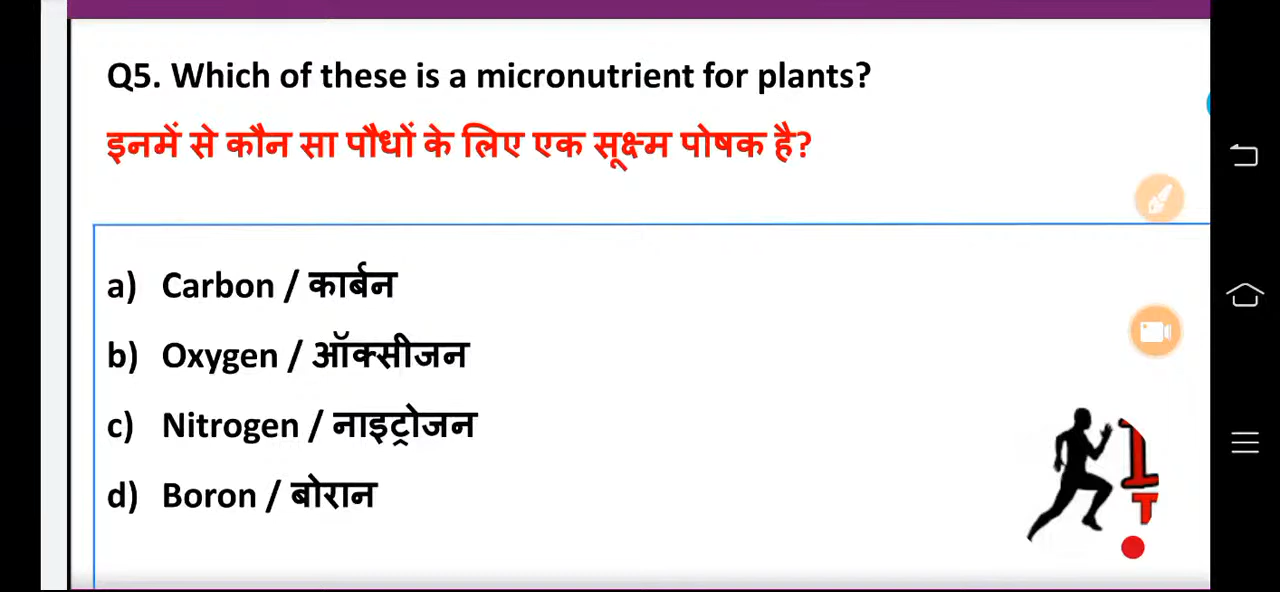 Q5. Which of these is a micronutrient for plants?
इनमें से कौन सा पौधों के लिए एक सूक्ष्म पोषक है?
a) Carbon / कार्बन
b) Oxygen / ऑक्सीजन
c) Nitrogen / नाइट्रोजन
d) Boron / बोरान
1
T